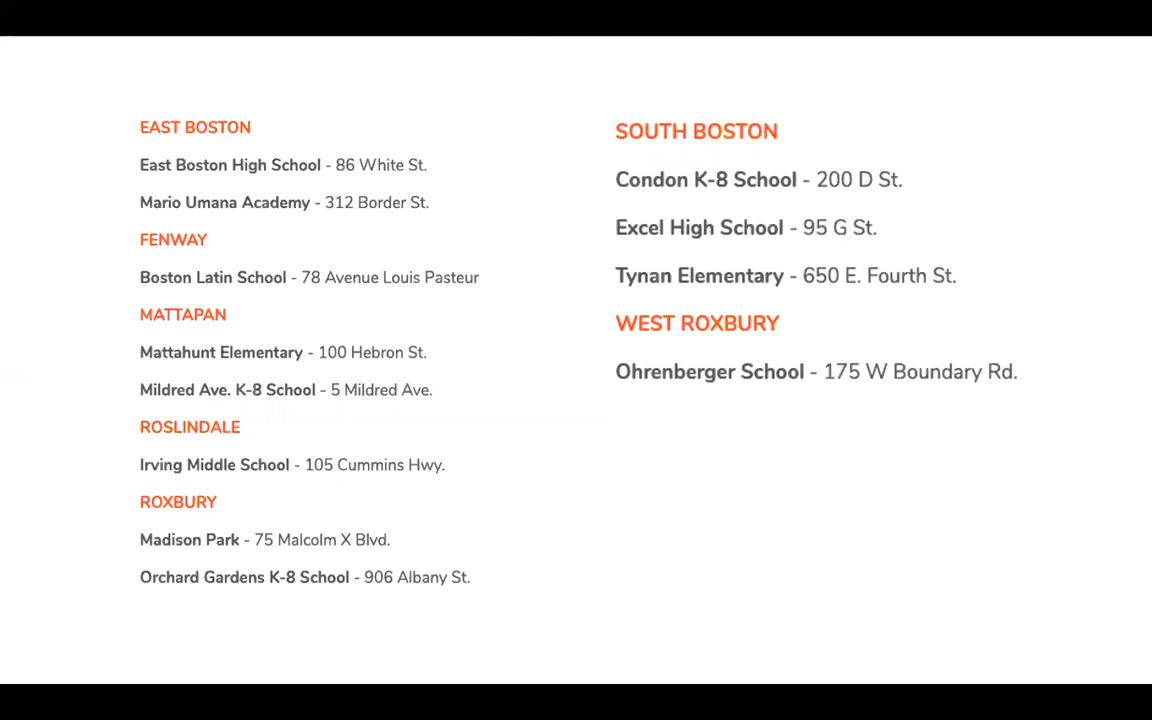 EAST BOSTON
East Boston High School - 86 White St.
Mario Umana Academy - 312 Border St.
FENWAY
Boston Latin School - 78 Avenue Louis Pasteur
MATTAPAN
Mattahunt Elementary - 100 Hebron St.
Mildred Ave. K-8 School - 5 Mildred Ave.
ROSLINDALE
Irving Middle School - 105 Cummins Hwy.
ROXBURY
Madison Park - 75 Malcolm X Blvd.
Orchard Gardens K-8 School - 906 Albany St.
SOUTH BOSTON
Condon K-8 School - 200 D St.
Excel High School - 95 G St.
Tynan Elementary - 650 E. Fourth St.
WEST ROXBURY
Ohrenberger School - 175 W Boundary Rd.